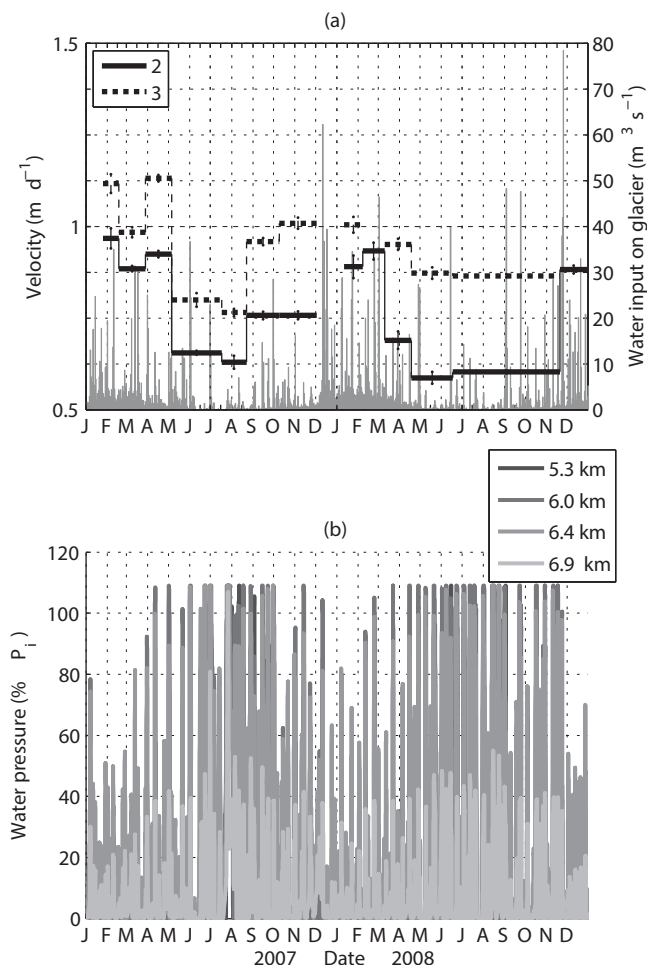 (a)
1.5
1
0.5
Velocity (m d⁻¹)
2
3
80
70
60
50
40
30
20
10
0
Water input on glacier (m³ s⁻¹)
J F M A M J J A S O N D J F M A M J J A S O N D
5.3 km
6.0 km
6.4 km
6.9 km
(b)
120
100
80
60
40
20
0
Water pressure (% Pᵢ)
J F M A M J J A S O N D J F M A M J J A S O N D
2007 Date 2008